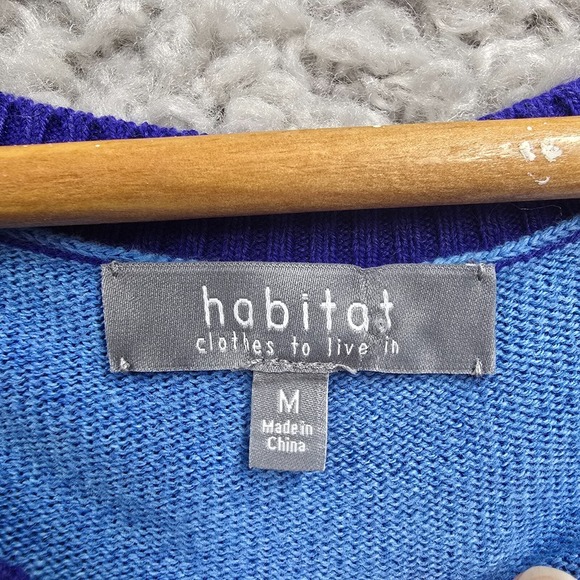 habitat
clothes to live in
M
Made in
China